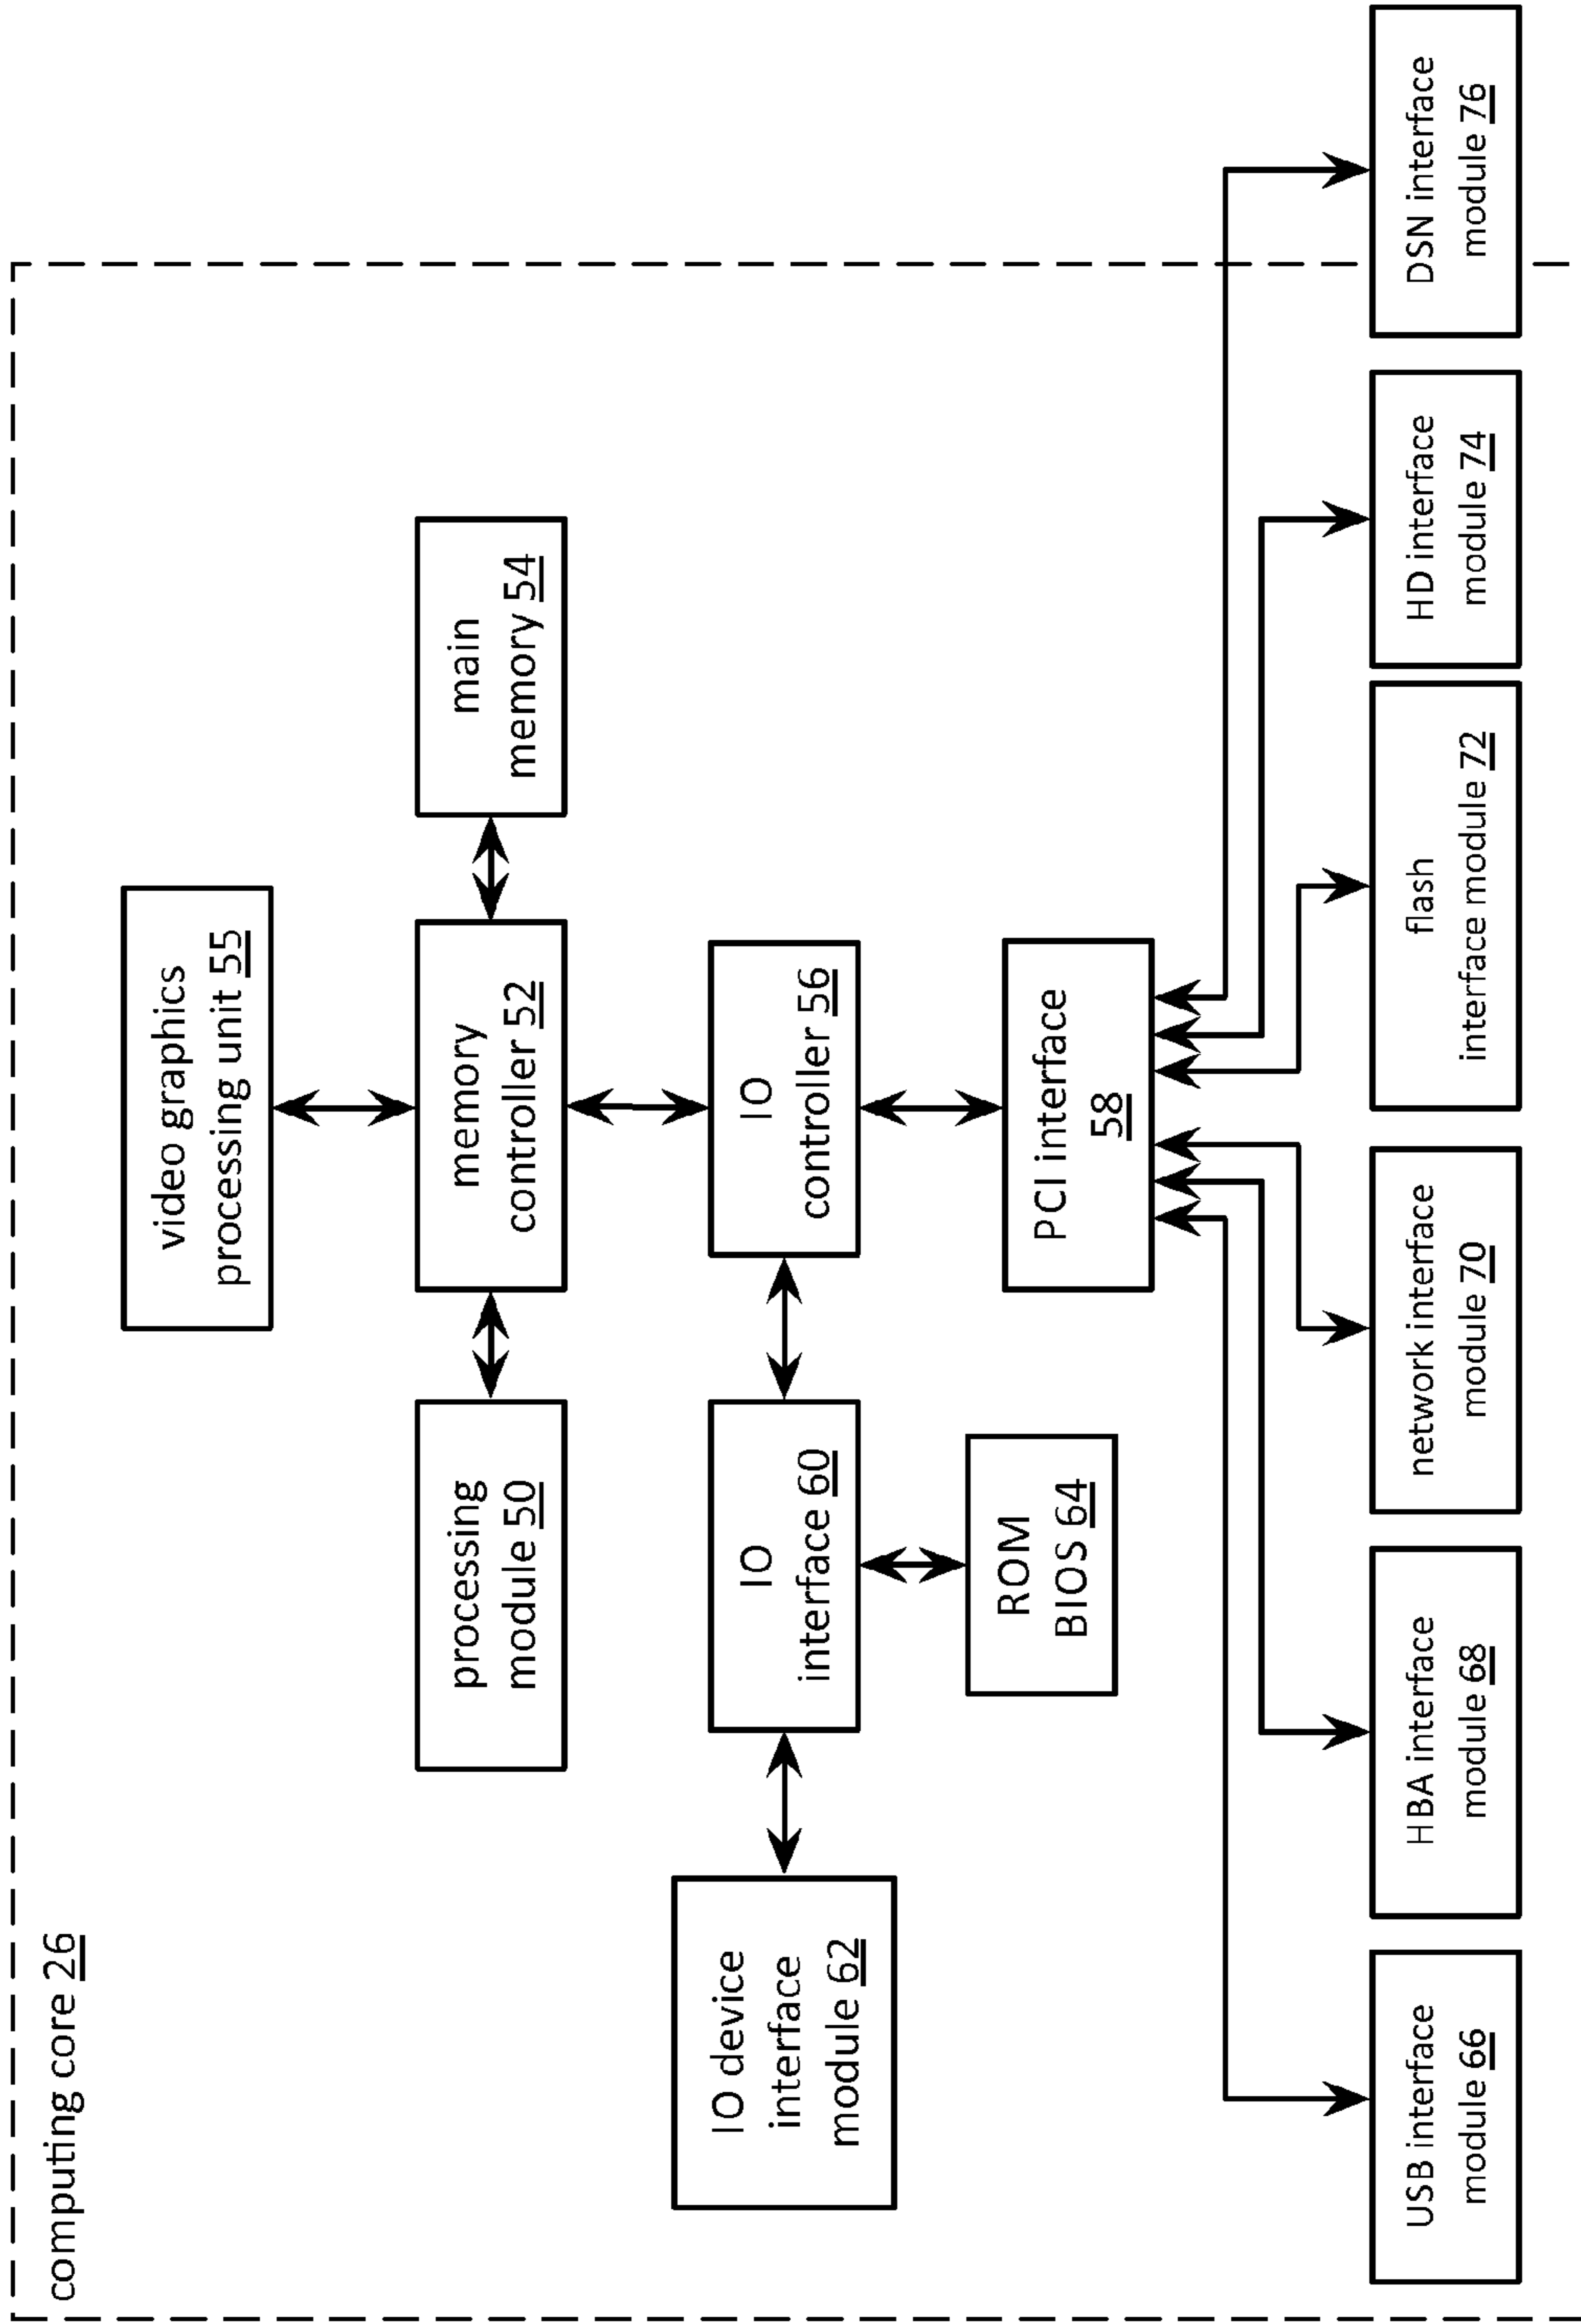 computing core 26
video graphics
processing unit 55
processing
module 50
memory
controller 52
main
memory 54
IO device
interface
module 62
IO
interface 60
IO
controller 56
ROM
BIOS 64
PCI interface
58
USB interface
module 66
HBA interface
module 68
network interface
module 70
flash
interface module 72
HD interface
module 74
DSN interface
module 76